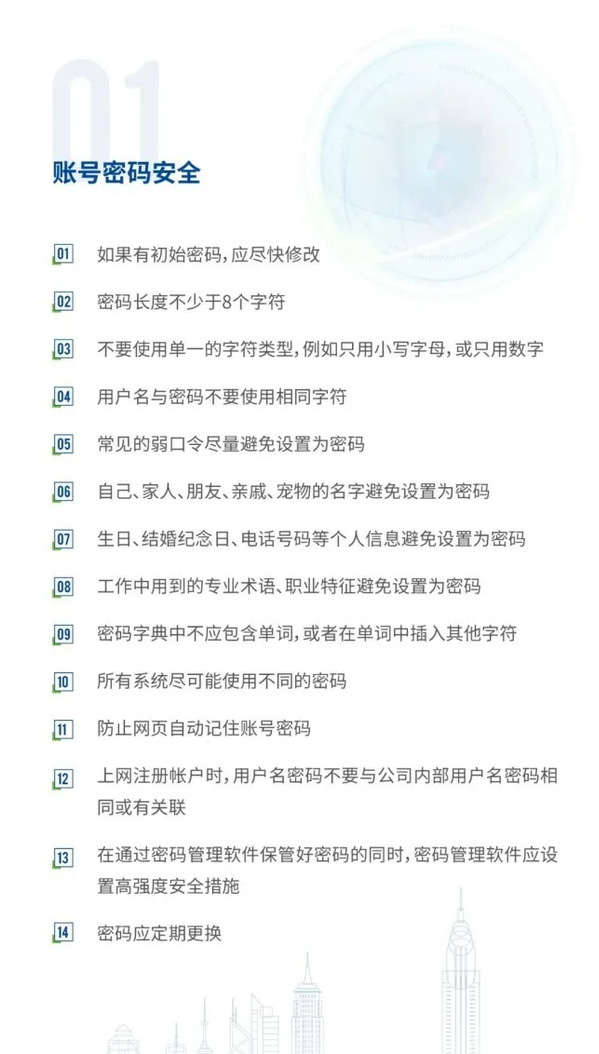 01
账号密码安全
01 如果有初始密码,应尽快修改
02 密码长度不少于8个字符
03 不要使用单一的字符类型,例如只用小写字母,或只用数字
04 用户名与密码不要使用相同字符
05 常见的弱口令尽量避免设置为密码
06 自己、家人、朋友、亲戚、宠物的名字避免设置为密码
07 生日、结婚纪念日、电话号码等个人信息避免设置为密码
08 工作中用到的专业术语、职业特征避免设置为密码
09 密码字典中不应包含单词,或者在单词中插入其他字符
10 所有系统尽可能使用不同的密码
11 防止网页自动记住账号密码
12 上网注册帐户时,用户名密码不要与公司内部用户名密码相
同或有关联
13 在通过密码管理软件保管好密码的同时,密码管理软件应设
置高强度安全措施
14 密码应定期更换